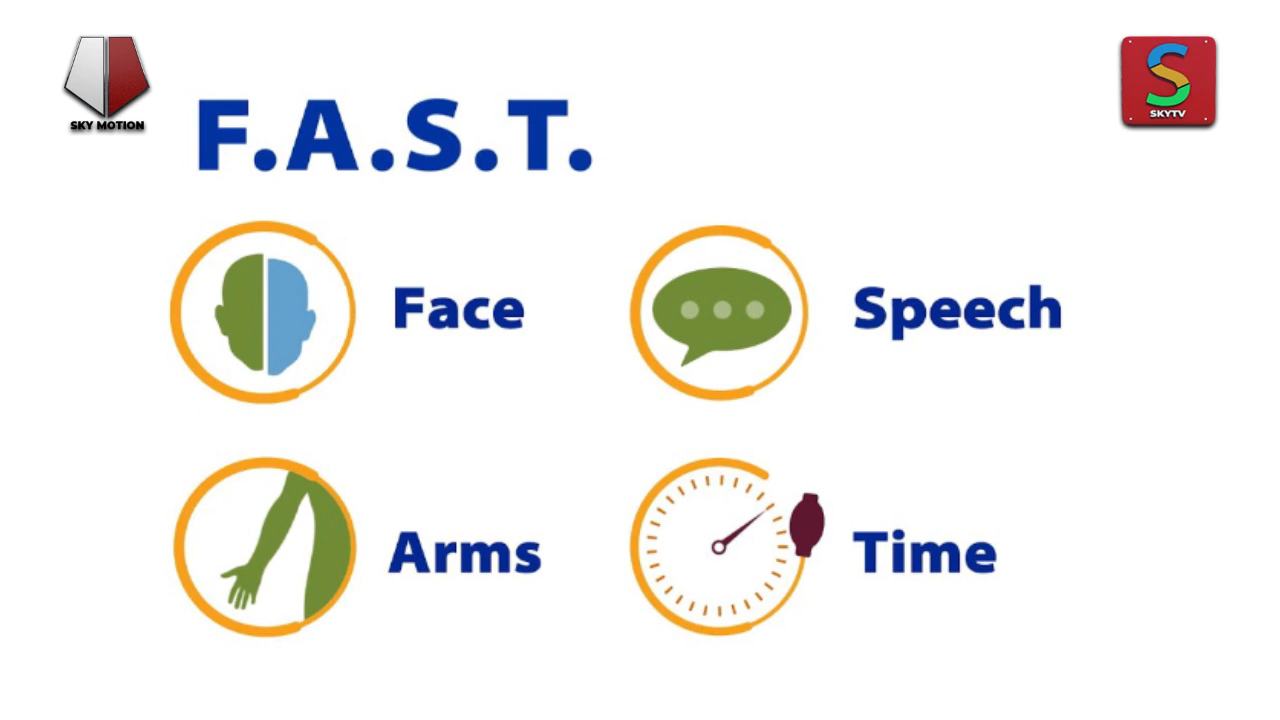 SKY MOTION
S
SKYTV
F.A.S.T.
Face
Speech
Arms
Time